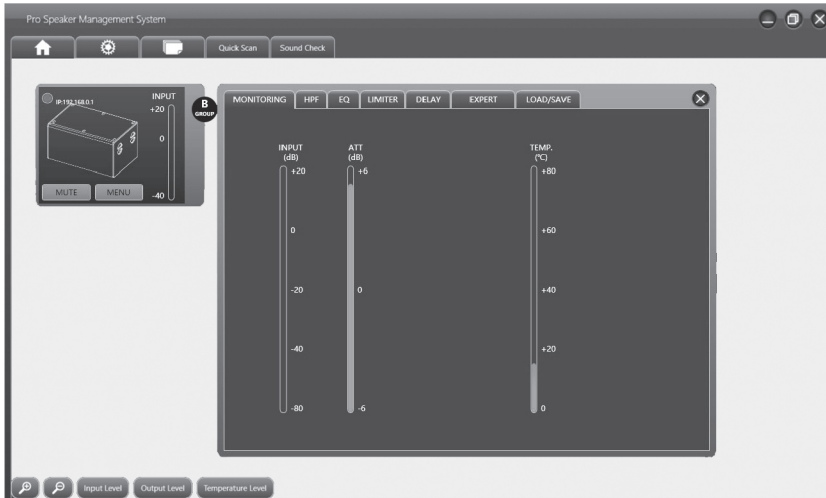 Pro Speaker Management System
Quick Scan Sound Check
IP:192.168.0.1
INPUT
+20
0
-40
MUTE MENU
B
GROUP
MONITORING HPF EQ LIMITER DELAY EXPERT LOAD/SAVE
INPUT
(dB)
+20
0
-20
-40
-80
ATT
(dB)
+6
0
-6
TEMP.
(°C)
+80
+60
+40
+20
0
Input Level Output Level Temperature Level